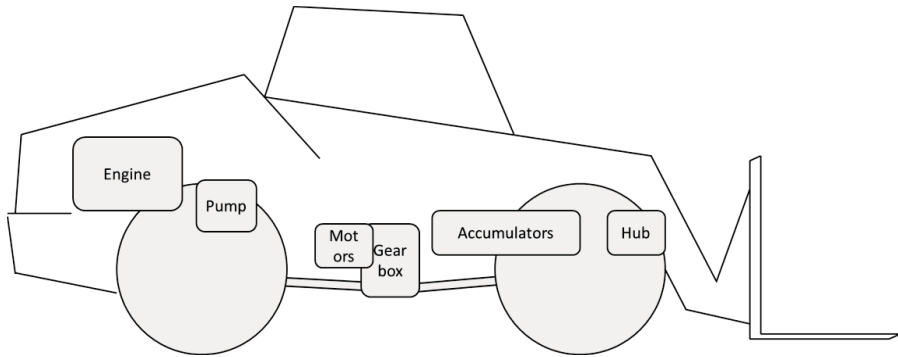 Engine
Pump
Mot
ors
Gear
box
Accumulators
Hub